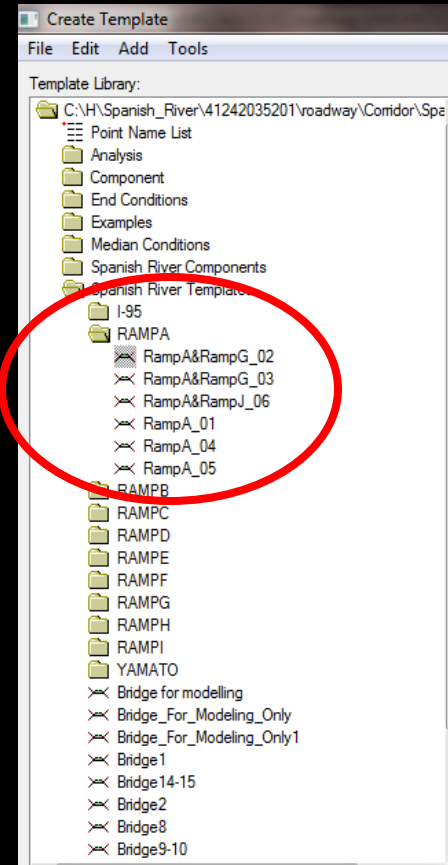 Create Template
File Edit Add Tools
Template Library:
C:\H\Spanish_River\41242035201\roadway\Corridor\Spa
Point Name List
Analysis
Component
End Conditions
Examples
Median Conditions
Spanish River Components
Spanish River Template
I-95
RAMPA
RampA&RampG_02
RampA&RampG_03
RampA&RampJ_06
RampA_01
RampA_04
RampA_05
RAMPB
RAMPC
RAMPD
RAMPE
RAMPF
RAMPG
RAMPH
RAMPI
YAMATO
Bridge for modelling
Bridge_For_Modeling_Only
Bridge_For_Modeling_Only1
Bridge1
Bridge14-15
Bridge2
Bridge8
Bridge9-10